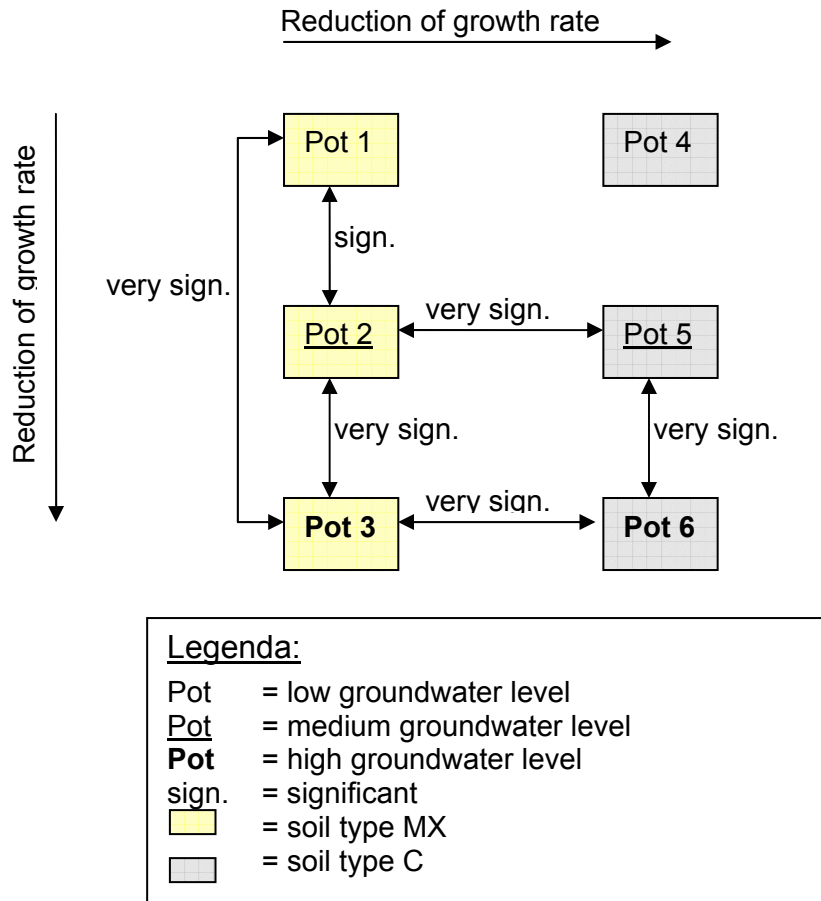 Reduction of growth rate
Reduction of growth rate
Pot 1
Pot 4
sign.
very sign.
very sign.
Pot 2
Pot 5
very sign.
very sign.
very sign.
Pot 3
Pot 6
Legenda:
Pot = low groundwater level
Pot = medium groundwater level
Pot = high groundwater level
sign. = significant
= soil type MX
= soil type C